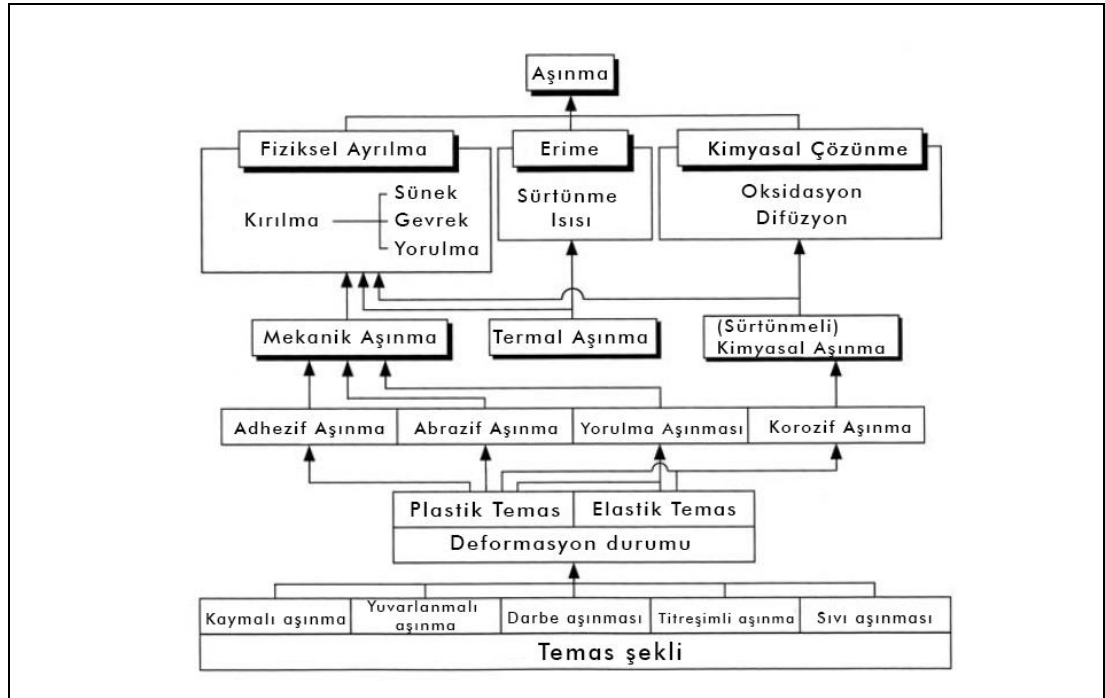 Aşınma
Fiziksel Ayrılma
Erime
Kimyasal Çözünme
Kırılma
Sünek
Gevrek
Yorulma
Sürtünme
Isısı
Oksidasyon
Difüzyon
Mekanik Aşınma
Termal Aşınma
(Sürtünmeli)
Kimyasal Aşınma
Adhezif Aşınma
Abrazif Aşınma
Yorulma Aşınması
Korozif Aşınma
Plastik Temas
Elastik Temas
Deformasyon durumu
Kaymalı aşınma
Yuvarlanmalı
aşınma
Darbe aşınması
Titreşimli aşınma
Sıvı aşınması
Temas şekli